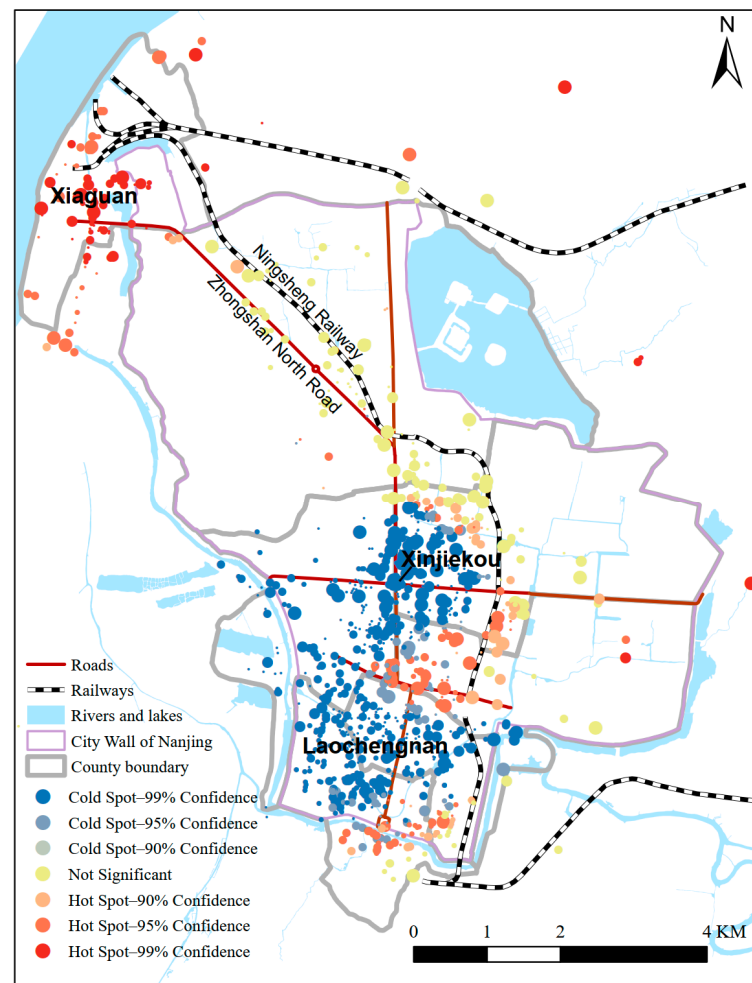 N
Xiaguan
Ningsheng Railway
Zhongshan North Road
Xinjiekou
Laochengnan
Roads
Railways
Rivers and lakes
City Wall of Nanjing
County boundary
Cold Spot–99% Confidence
Cold Spot–95% Confidence
Cold Spot–90% Confidence
Not Significant
Hot Spot–90% Confidence
Hot Spot–95% Confidence
Hot Spot–99% Confidence
0 1 2 4 KM